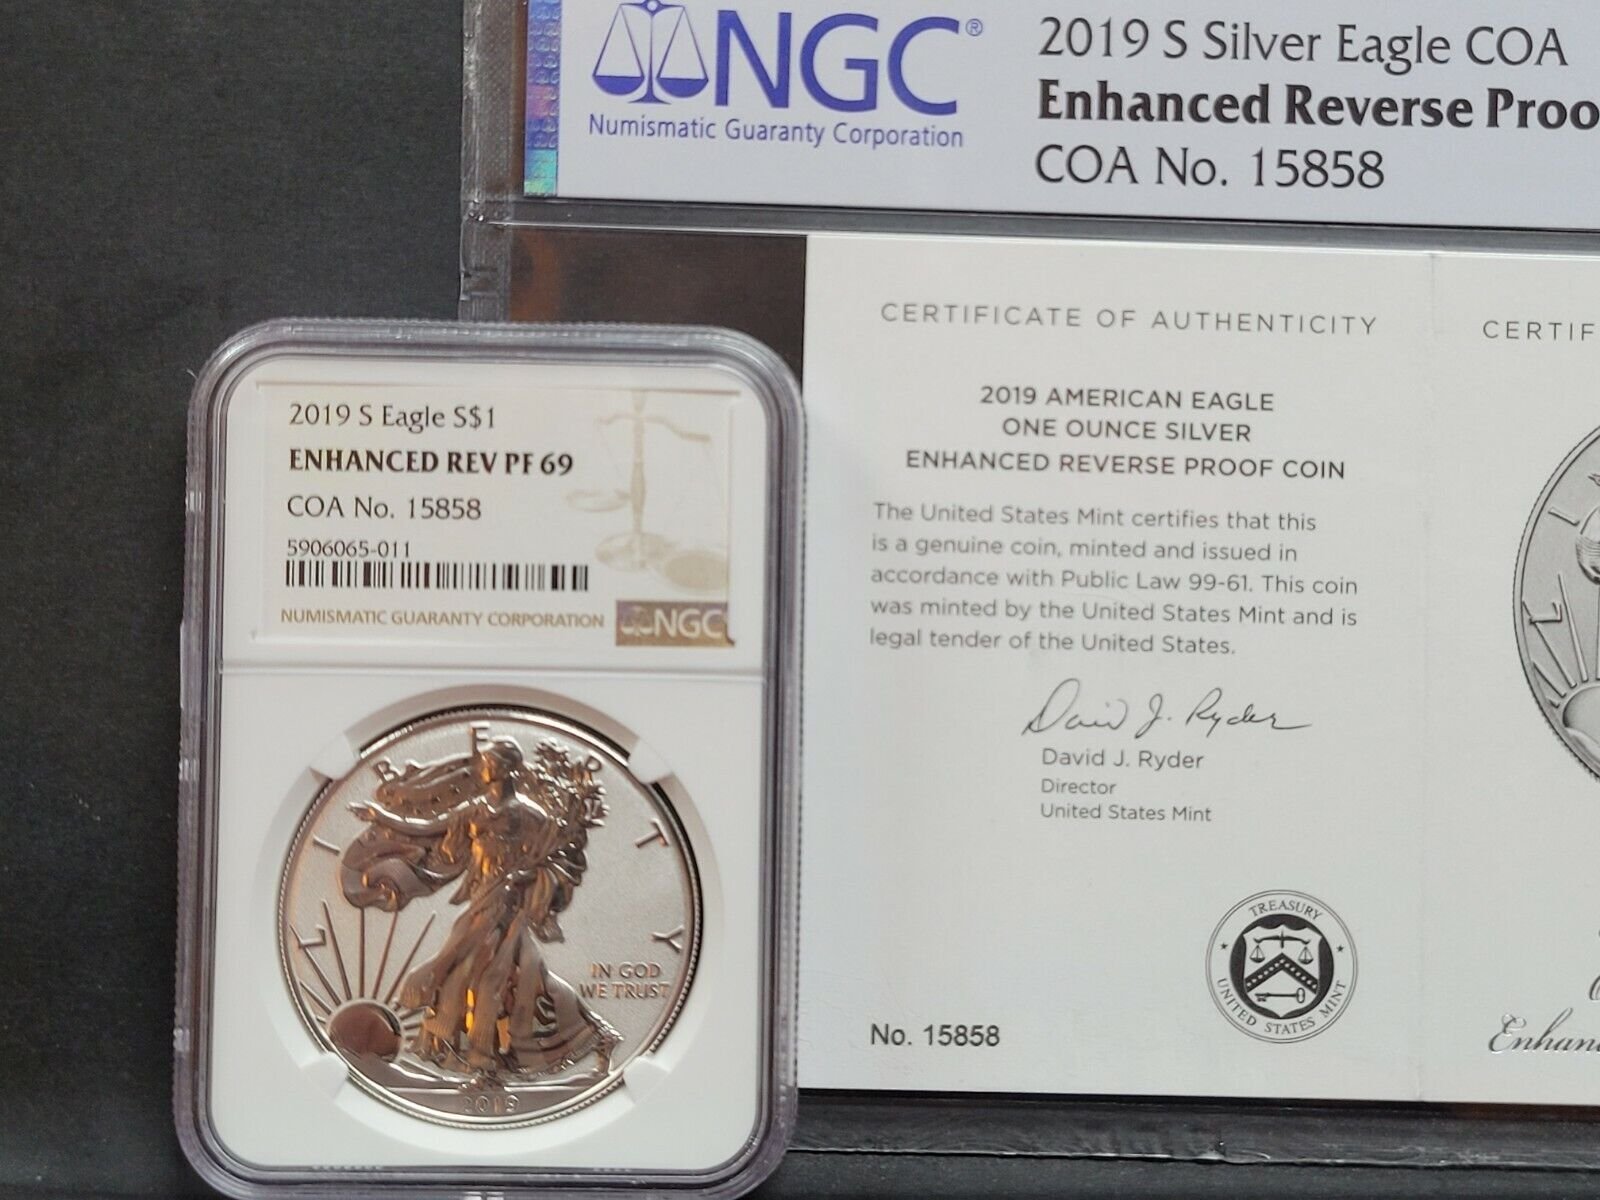 NGC®
Numismatic Guaranty Corporation
2019 S Silver Eagle COA
Enhanced Reverse Proo
COA No. 15858
CERTIFICATE OF AUTHENTICITY
2019 AMERICAN EAGLE
ONE OUNCE SILVER
ENHANCED REVERSE PROOF COIN
The United States Mint certifies that this
is a genuine coin, minted and issued in
accordance with Public Law 99-61. This coin
was minted by the United States Mint and is
legal tender of the United States.
David J. Ryder
David J. Ryder
Director
United States Mint
TREASURY
UNITED STATES MINT
No. 15858
CERTIF
L
Enhan
2019 S Eagle S$1
ENHANCED REV PF 69
COA No. 15858
5906065-011
NUMISMATIC GUARANTY CORPORATION
NGC
LIBERTY
IN GOD
WE TRUST
2019